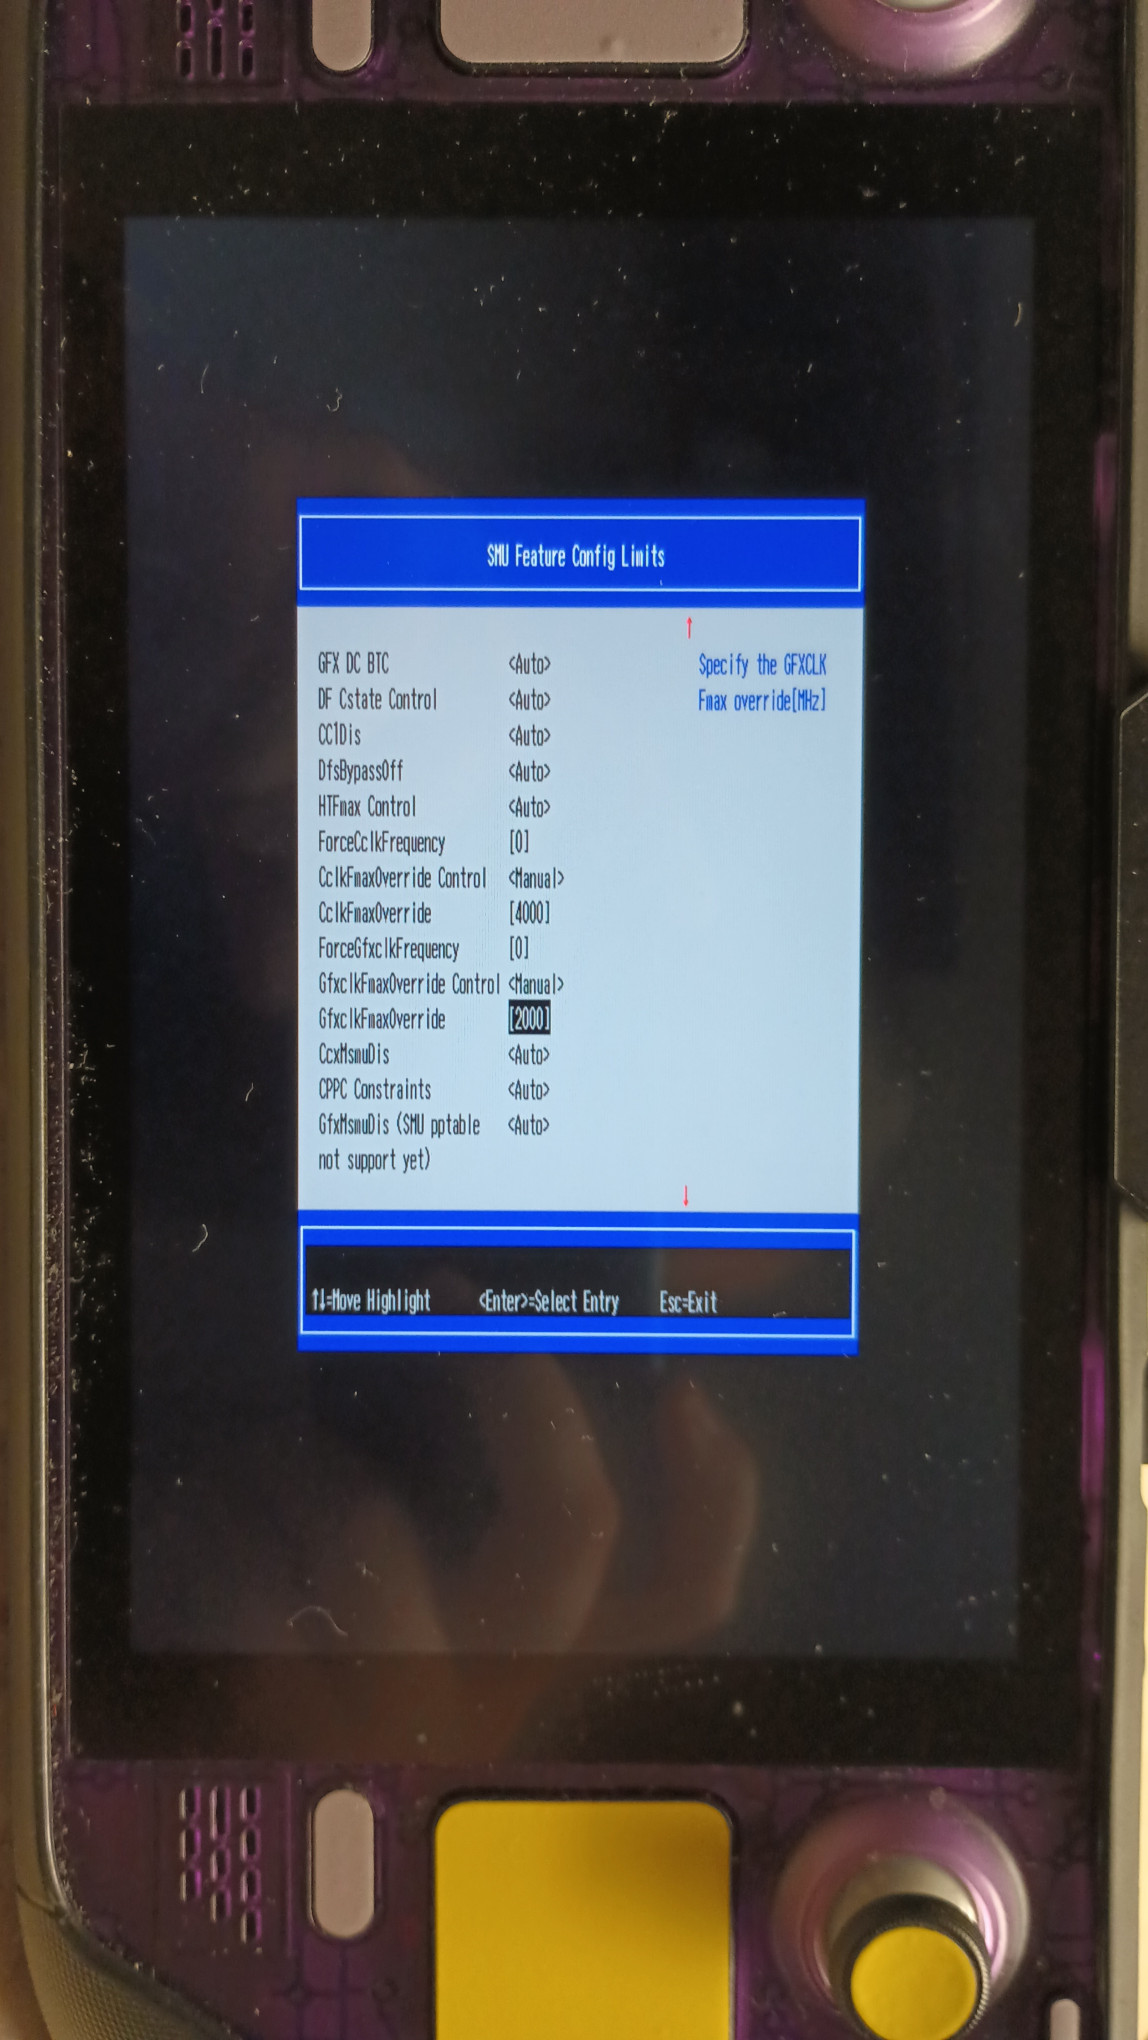 SMU Feature Config Limits
↑
GFX DC BTC <Auto> Specify the GFXCLK
DF Cstate Control <Auto> Fmax override[MHz]
CC1Dis <Auto>
DfsBypassOff <Auto>
HTFmax Control <Auto>
ForceCclkFrequency [0]
CclkFmaxOverride Control <Manual>
CclkFmaxOverride [4000]
ForceGfxclkFrequency [0]
GfxclkFmaxOverride Control <Manual>
GfxclkFmaxOverride [2000]
CcxMsmuDis <Auto>
CPPC Constraints <Auto>
GfxMsmuDis (SMU pptable <Auto>
not support yet)
↓
↑↓=Move Highlight <Enter>=Select Entry Esc=Exit